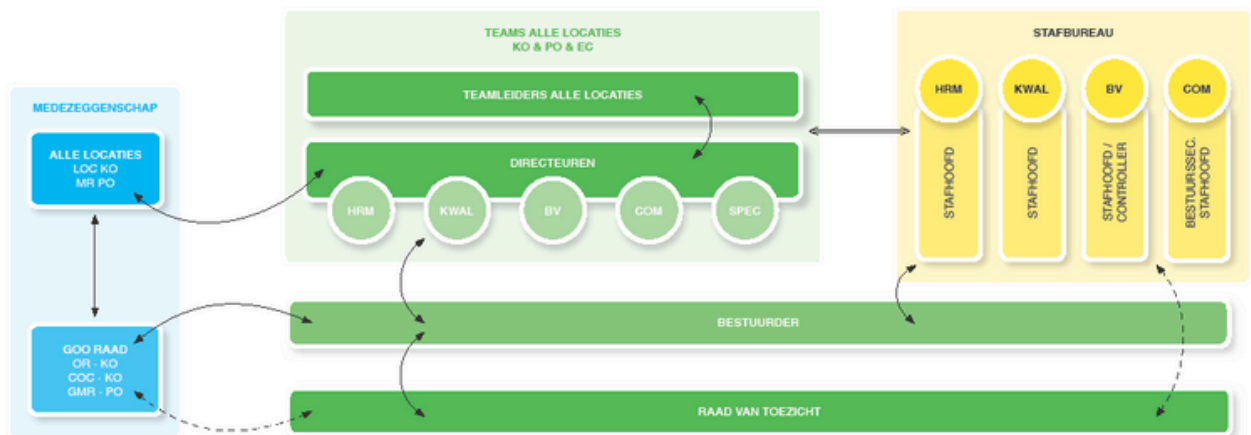 MEDEZEGGENSCHAP
ALLE LOCATIES
LOC KO
MR PO
GOO RAAD
OR - KO
COC - KO
GMR - PO
TEAMS ALLE LOCATIES
KO & PO & EC
TEAMLEIDERS ALLE LOCATIES
DIRECTEUREN
HRM
KWAL
BV
COM
SPEC
STAFBUREAU
HRM
KWAL
BV
COM
STAFHOOFD
STAFHOOFD
STAFHOOFD /
CONTROLLER
BESTUURSSEC.
STAFHOOFD
BESTUURDER
RAAD VAN TOEZICHT